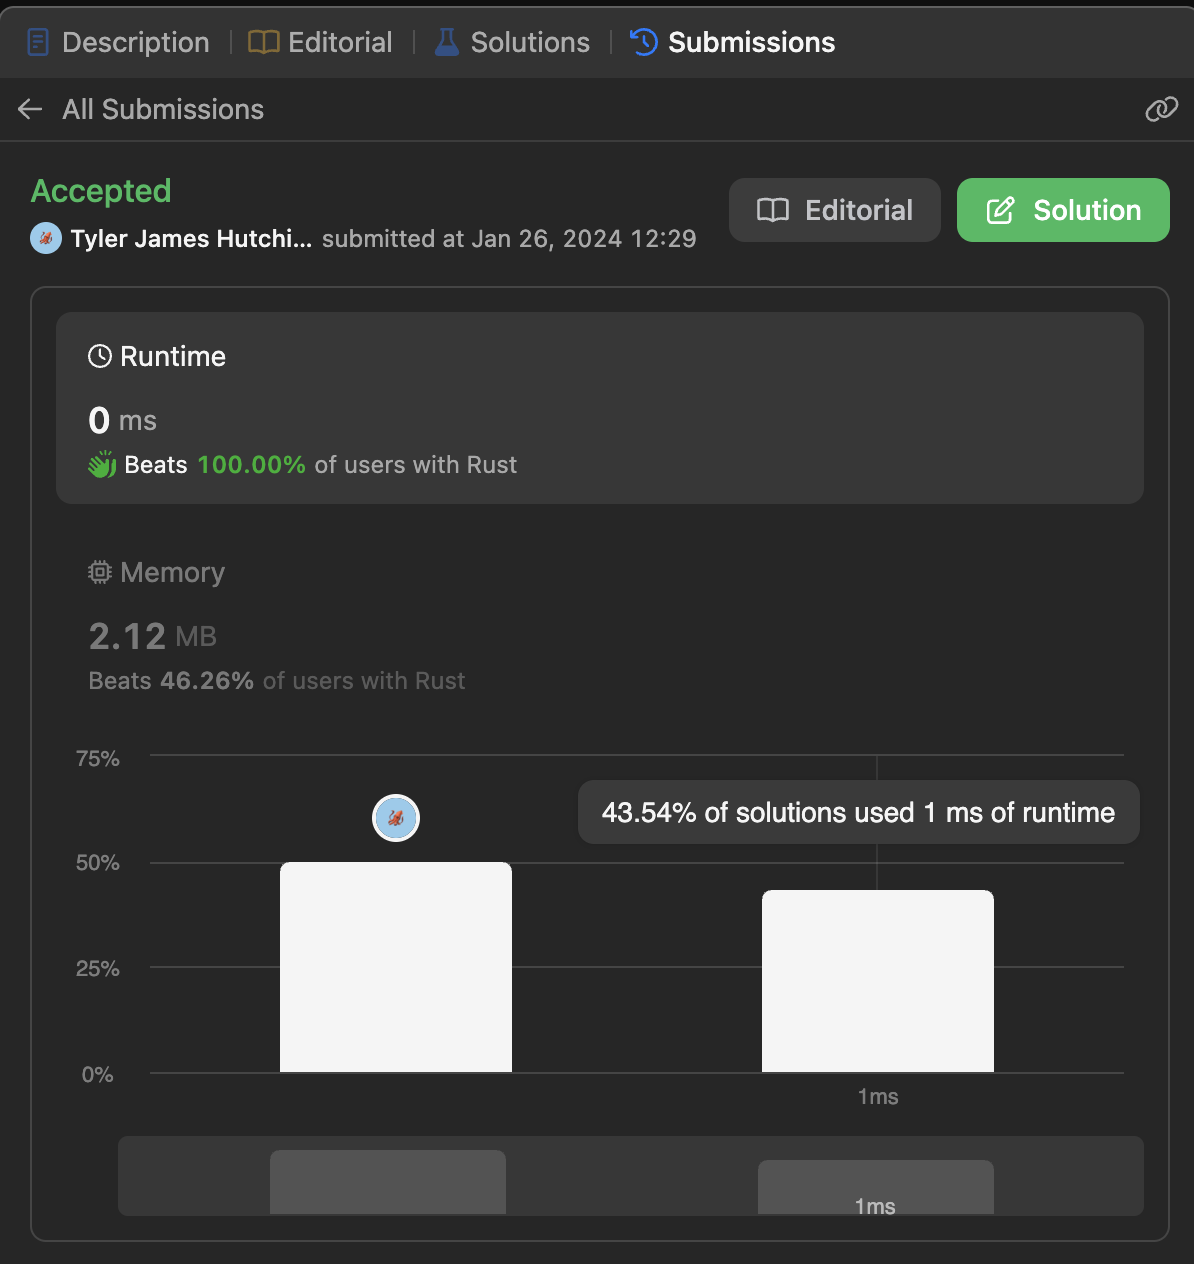 Description | Editorial | Solutions | Submissions
All Submissions
Accepted
Tyler James Hutchi... submitted at Jan 26, 2024 12:29
Editorial
Solution
Runtime
0 ms
Beats 100.00% of users with Rust
Memory
2.12 MB
Beats 46.26% of users with Rust
75%
43.54% of solutions used 1 ms of runtime
50%
25%
0%
1ms
1ms